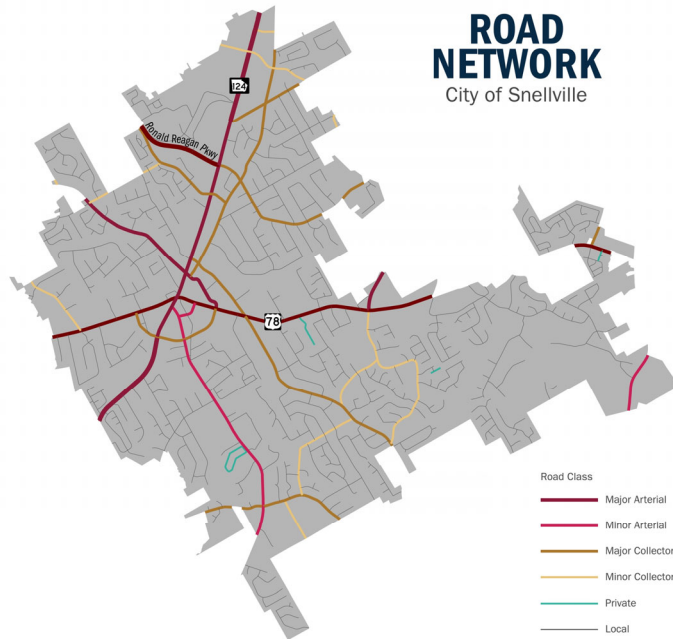 ROAD
NETWORK
City of Snellville
124
Ronald Reagan Pkwy
78
Road Class
Major Arterial
Minor Arterial
Major Collector
Minor Collector
Private
Local